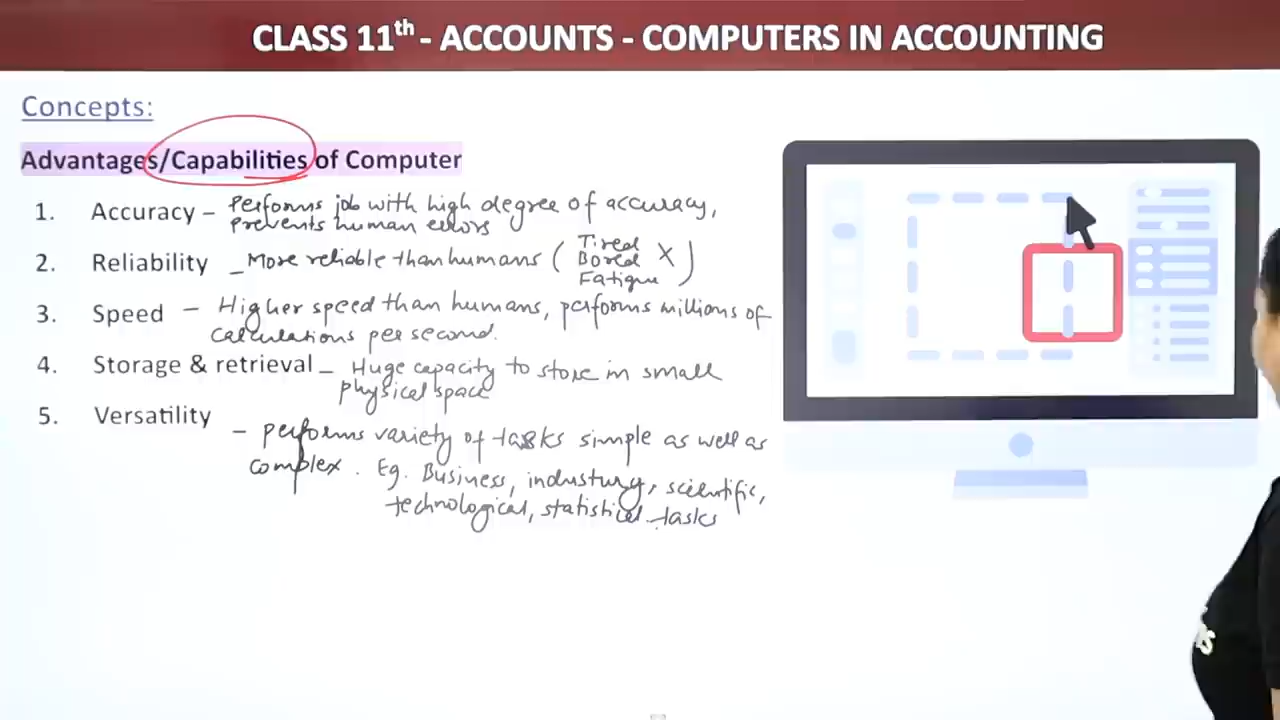 CLASS 11th - ACCOUNTS - COMPUTERS IN ACCOUNTING
Concepts:
Advantages/Capabilities of Computer
1. Accuracy – Performs job with high degree of accuracy,
prevents human errors
2. Reliability – More reliable than humans ( Tired
Bored X )
Fatigue
3. Speed – Higher speed than humans, performs millions of
calculations per second.
4. Storage & retrieval – Huge capacity to store in small
physical space
5. Versatility
– performs variety of tasks simple as well as
complex. Eg. Business, industury, scientific,
technological, statistical tasks